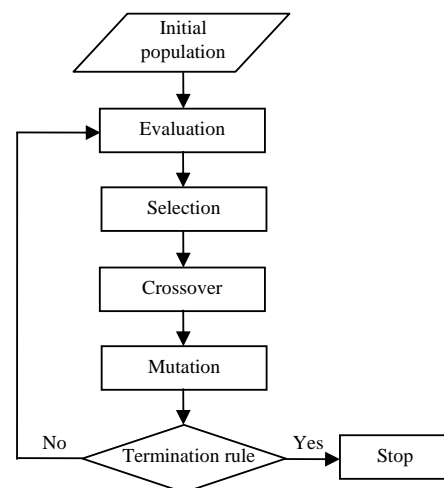 Initial
population
Evaluation
Selection
Crossover
Mutation
No
Termination rule
Yes
Stop